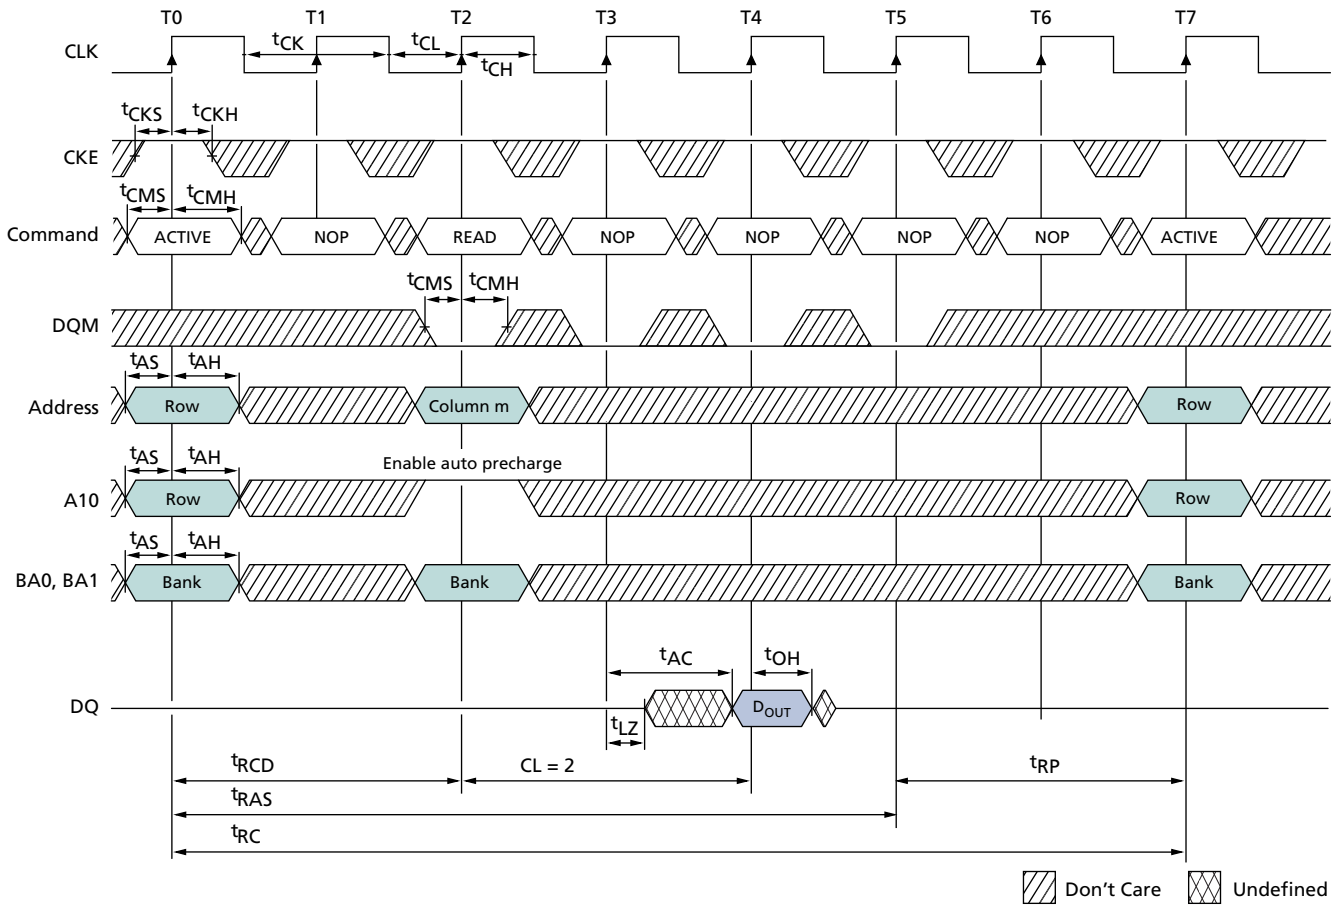 T0 T1 T2 T3 T4 T5 T6 T7
CLK
tCK tCL
tCH
tCKS tCKH
CKE
tCMS tCMH
Command ACTIVE NOP READ NOP NOP NOP NOP ACTIVE
tCMS tCMH
DQM
tAS tAH
Address Row Column m Row
tAS tAH
Enable auto precharge
A10 Row Row
tAS tAH
BA0, BA1 Bank Bank Bank
tAC tOH
DQ DOUT
tLZ
tRCD CL = 2 tRP
tRAS
tRC
Don't Care Undefined